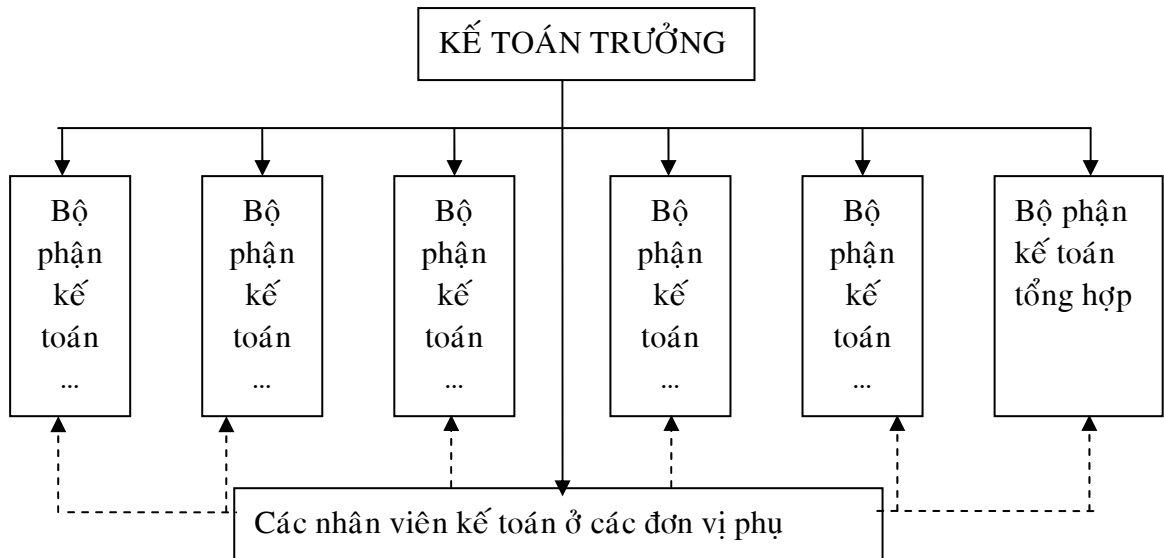 KẾ TOÁN TRƯỞNG
Bộ
phận
kế
toán
...
Bộ
phận
kế
toán
...
Bộ
phận
kế
toán
...
Bộ
phận
kế
toán
...
Bộ
phận
kế
toán
...
Bộ phận
kế toán
tổng hợp
Các nhân viên kế toán ở các đơn vị phụ